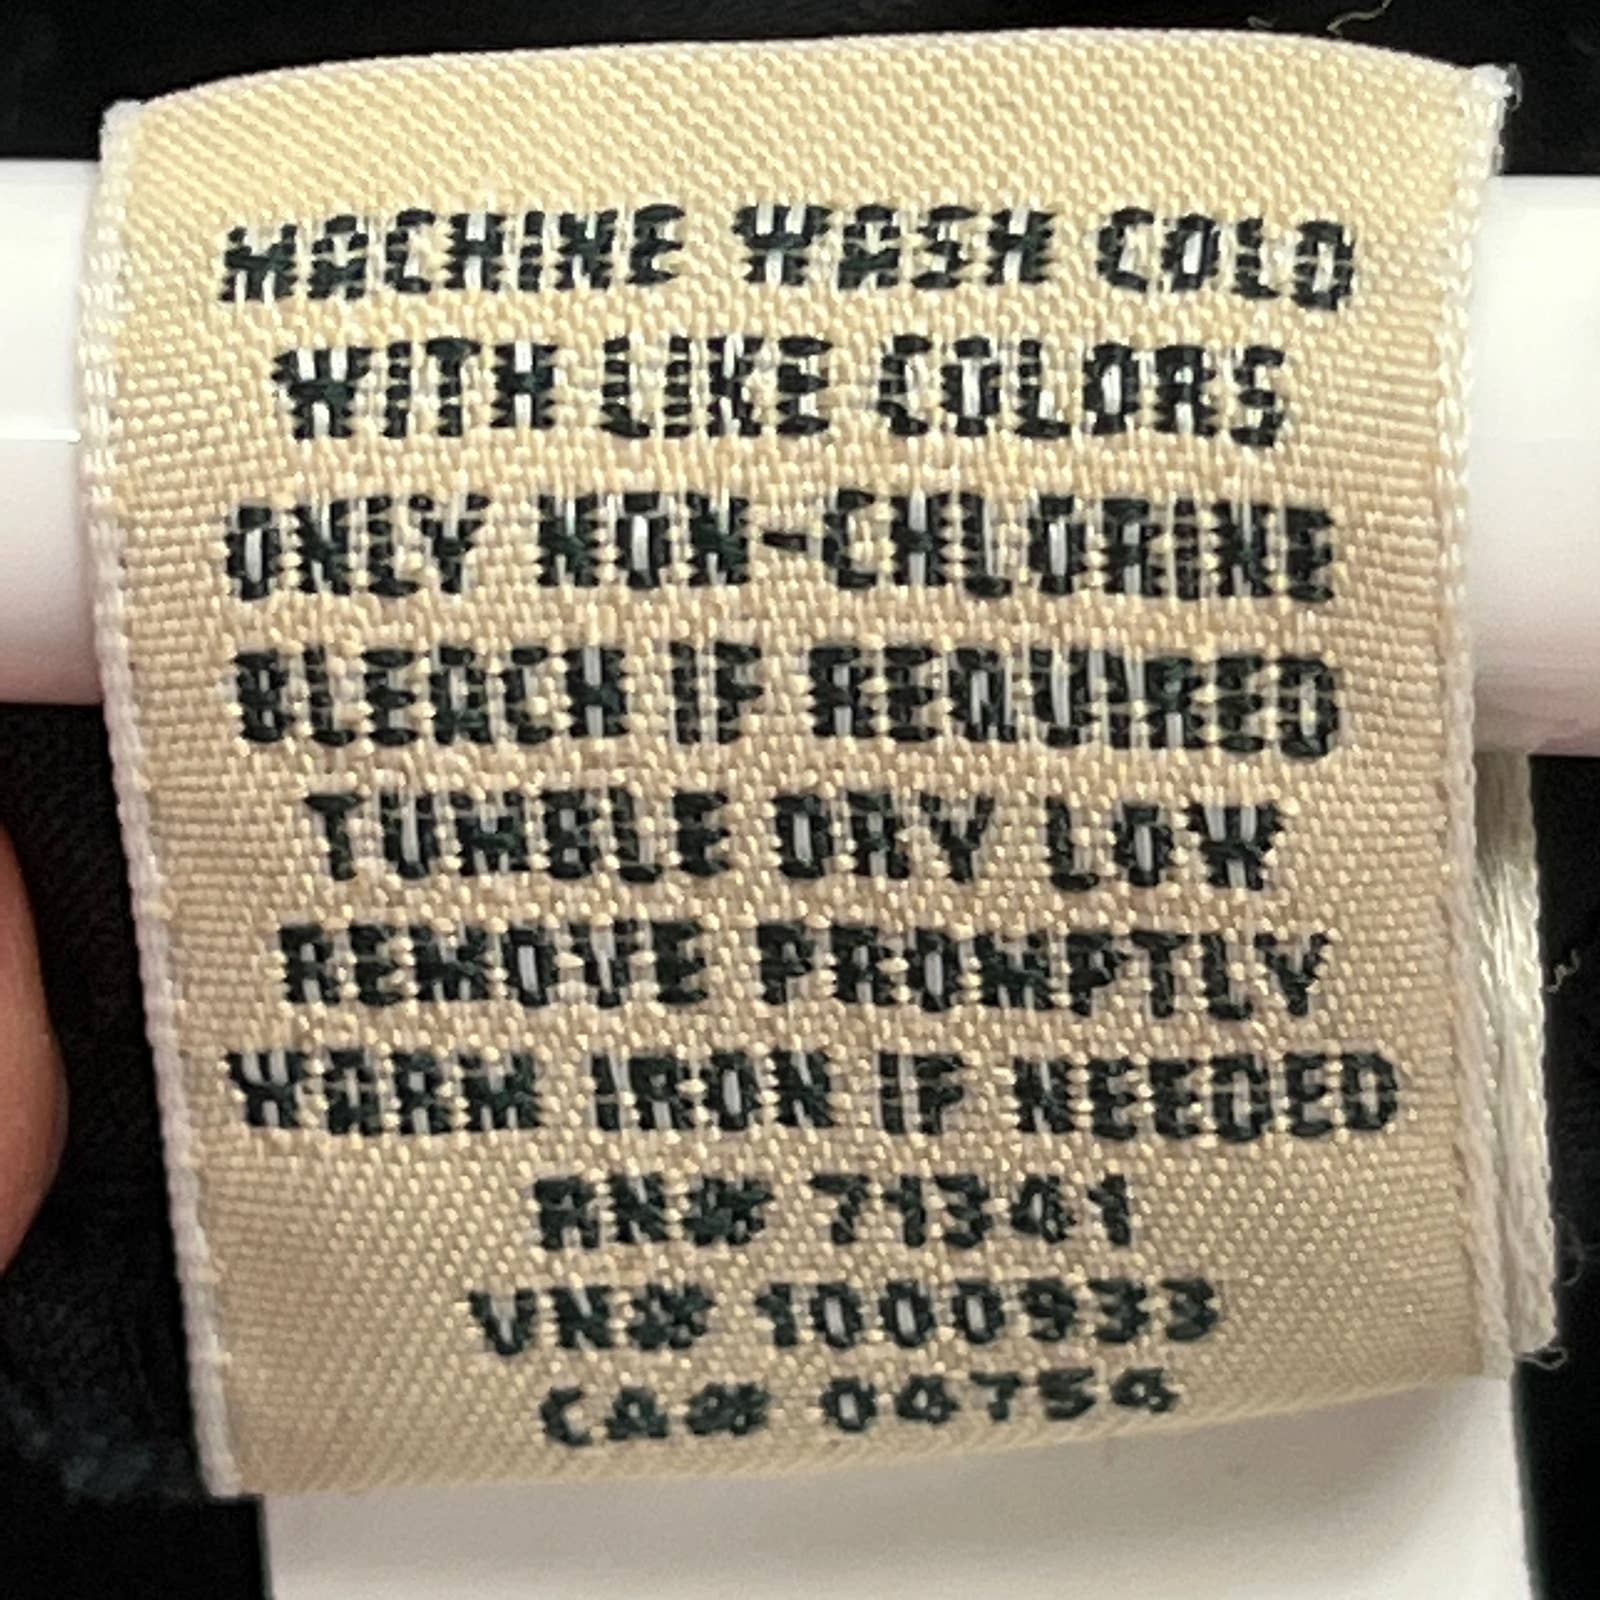 MACHINE WASH COLD
WITH LIKE COLORS
ONLY NON-CHLORINE
BLEACH IF REQUIRED
TUMBLE DRY LOW
REMOVE PROMPTLY
WARM IRON IF NEEDED
RN# 71341
VN# 1000933
CA# 04754